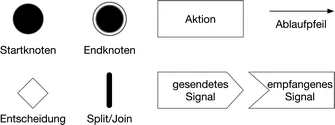 Aktion
Startknoten
Endknoten
Ablaufpfeil
gesendetes
Signal
empfangenes
Signal
Entscheidung
Split/Join